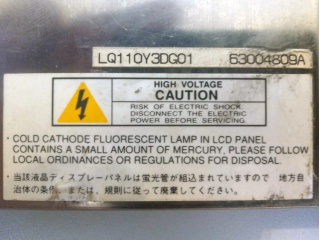 LQ110Y3DG01 63004809A
HIGH VOLTAGE
CAUTION
RISK OF ELECTRIC SHOCK.
DISCONNECT THE ELECTRIC
POWER BEFORE SERVICING.
・COLD CATHODE FLUORESCENT LAMP IN LCD PANEL
CONTAINS A SMALL AMOUNT OF MERCURY, PLEASE FOLLOW
LOCAL ORDINANCES OR REGULATIONS FOR DISPOSAL.
・当該液晶ディスプレーパネルは蛍光管が組込まれていますので 地方自
治体の条例、または、規則に従って廃棄してください。